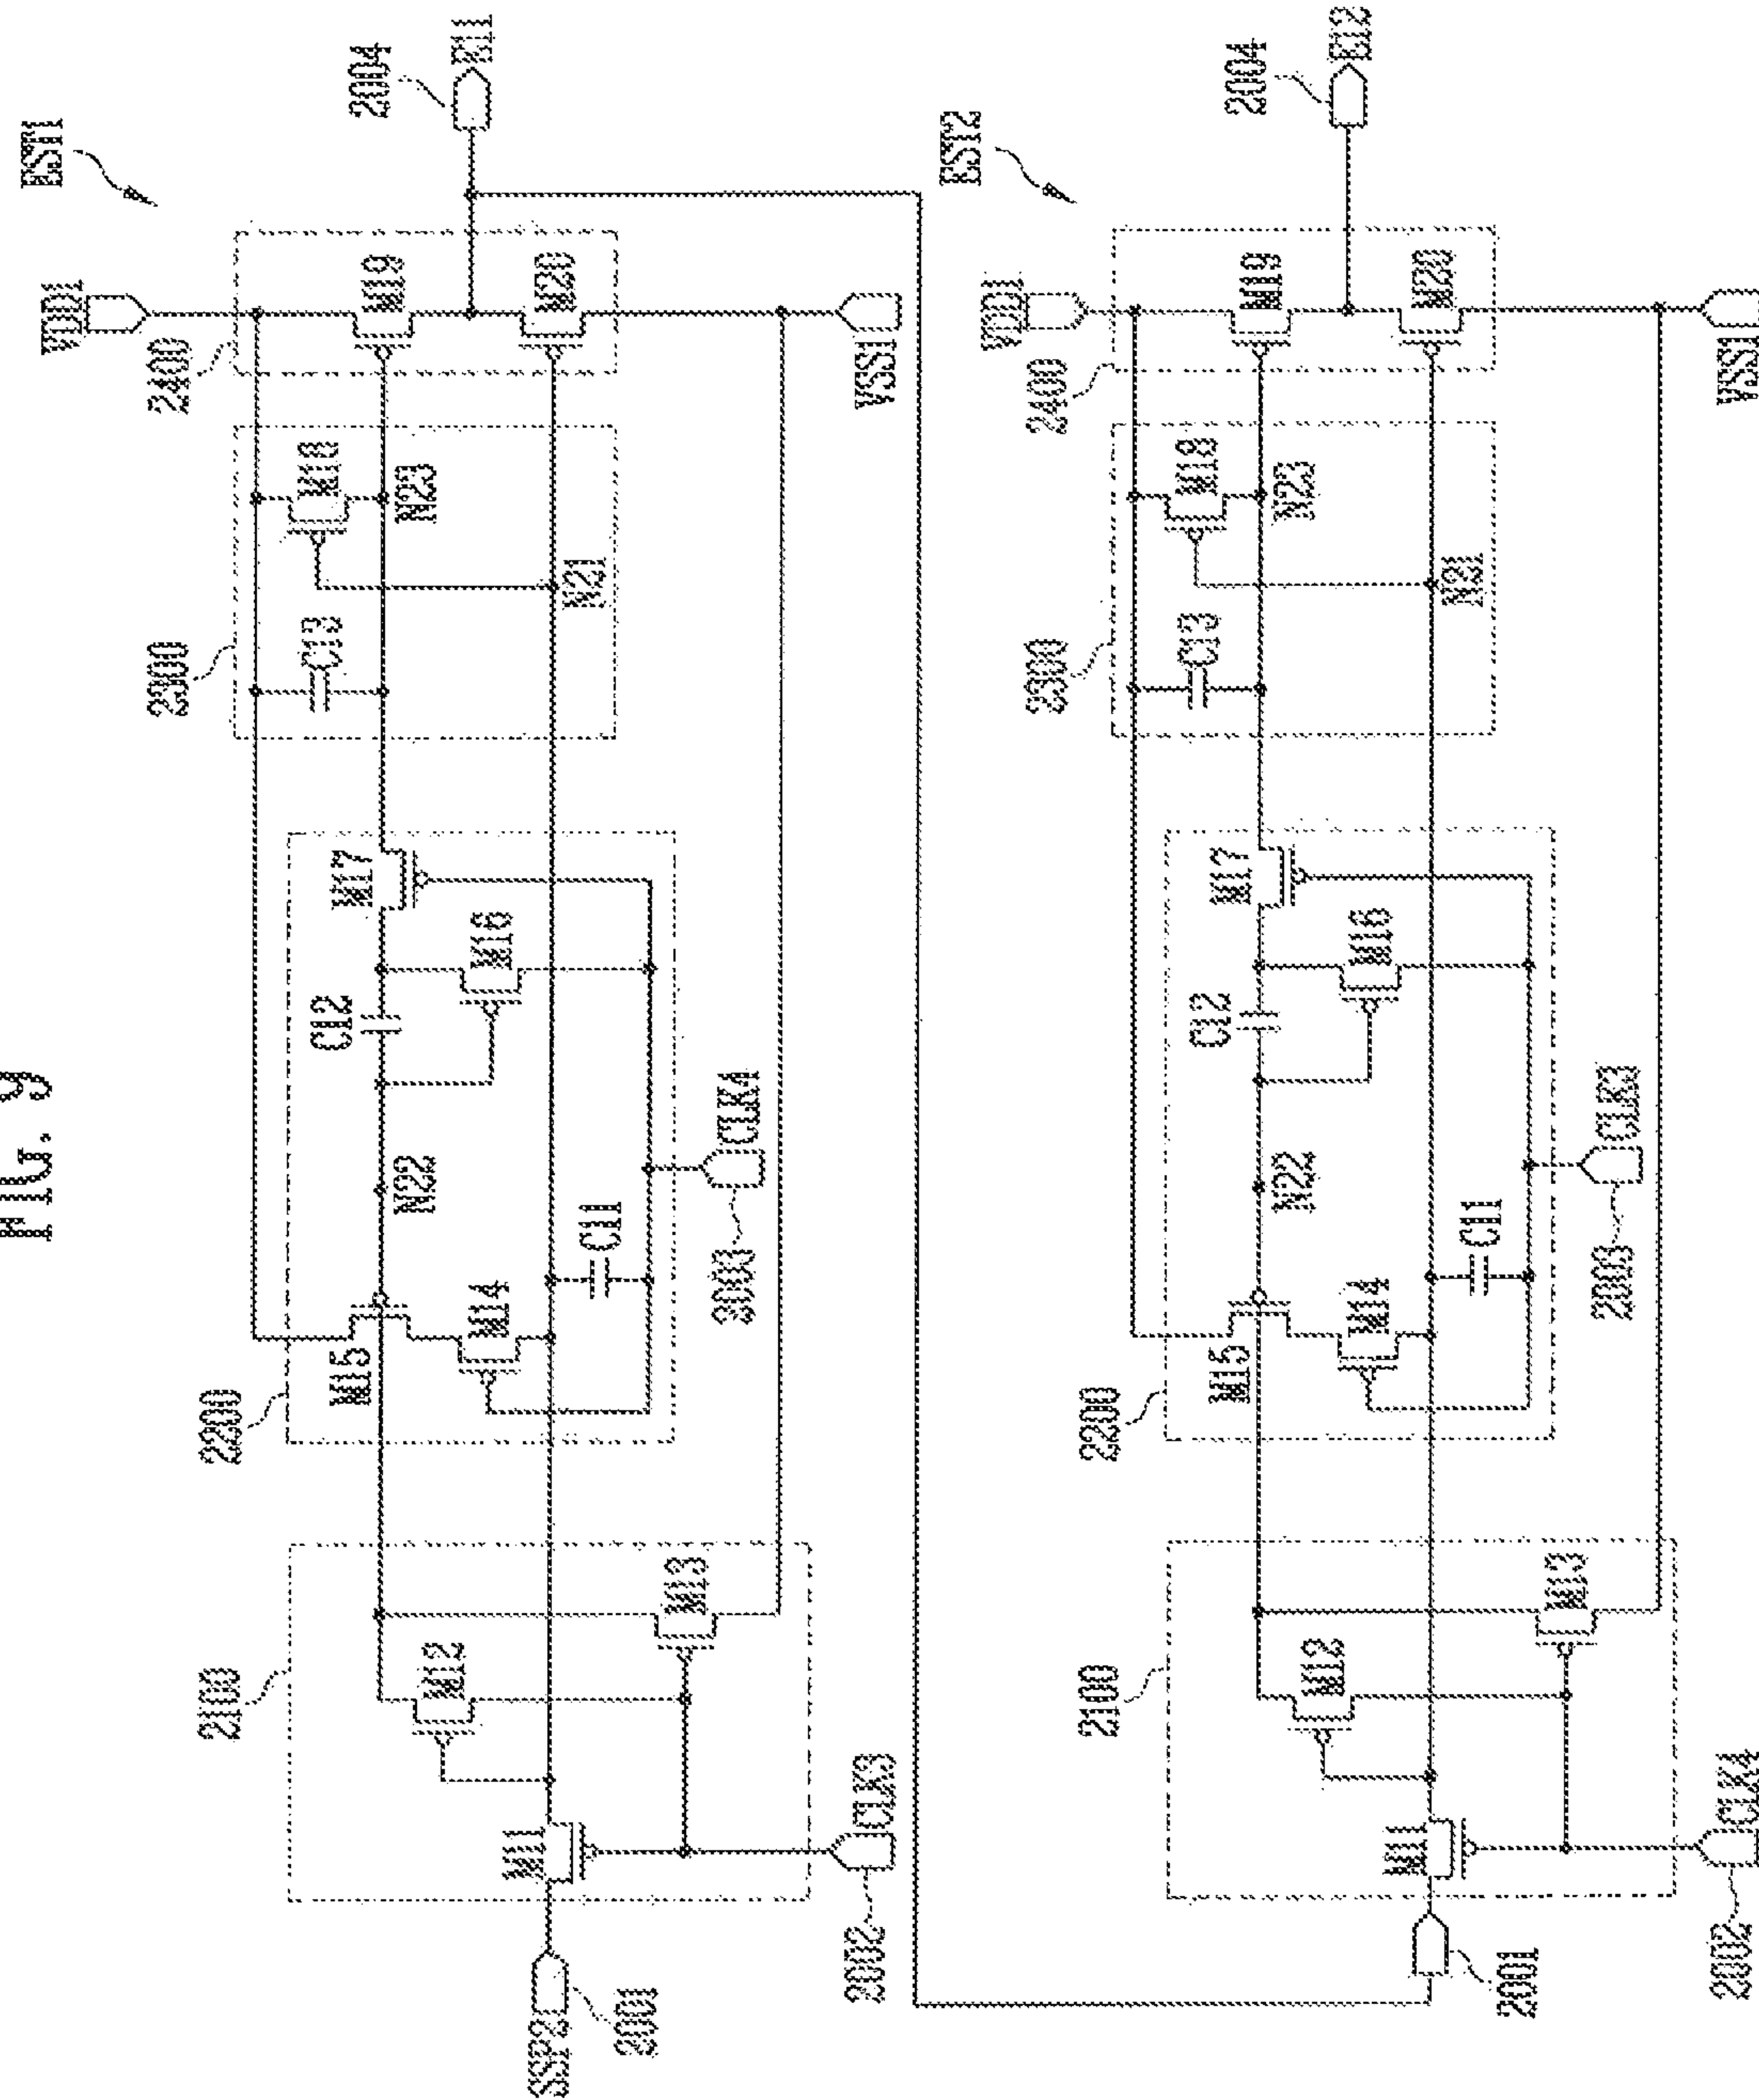 FIG. 9
EST1
VDD1
2400
2004
E11
M19
M20
VSS1
2300
C13
M18
N23
N21
2200
M15
M14
N22
C12
M16
M17
C11
CLK4
2003
2100
M12
M13
M11
SSP2
2001
2002
CLK3
EST2
VDD1
2400
2004
E12
M19
M20
VSS1
2300
C13
M18
N23
N21
2200
M15
M14
N22
C12
M16
M17
C11
CLK3
2003
2100
M12
M13
M11
2001
2002
CLK4